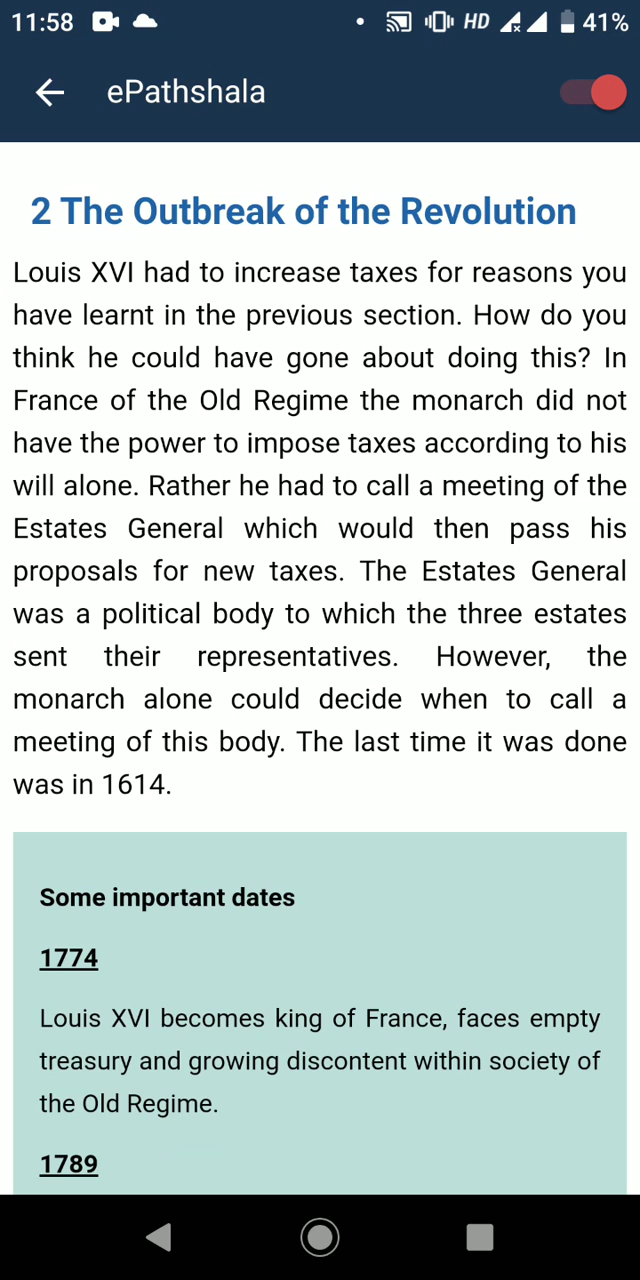 11:58 HD 41%
ePathshala
2 The Outbreak of the Revolution
Louis XVI had to increase taxes for reasons you
have learnt in the previous section. How do you
think he could have gone about doing this? In
France of the Old Regime the monarch did not
have the power to impose taxes according to his
will alone. Rather he had to call a meeting of the
Estates General which would then pass his
proposals for new taxes. The Estates General
was a political body to which the three estates
sent their representatives. However, the
monarch alone could decide when to call a
meeting of this body. The last time it was done
was in 1614.
Some important dates
1774
Louis XVI becomes king of France, faces empty
treasury and growing discontent within society of
the Old Regime.
1789